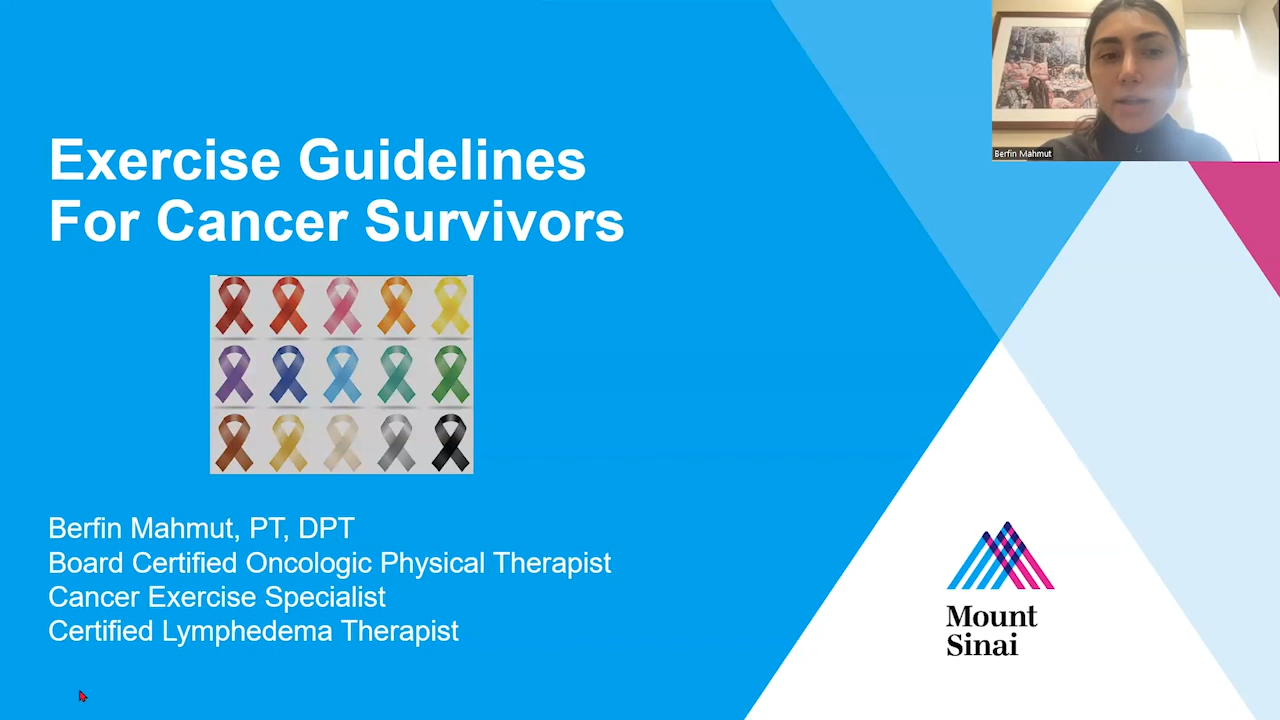 Exercise Guidelines
For Cancer Survivors
Berfin Mahmut, PT, DPT
Board Certified Oncologic Physical Therapist
Cancer Exercise Specialist
Certified Lymphedema Therapist
Berfin Mahmut
Mount
Sinai